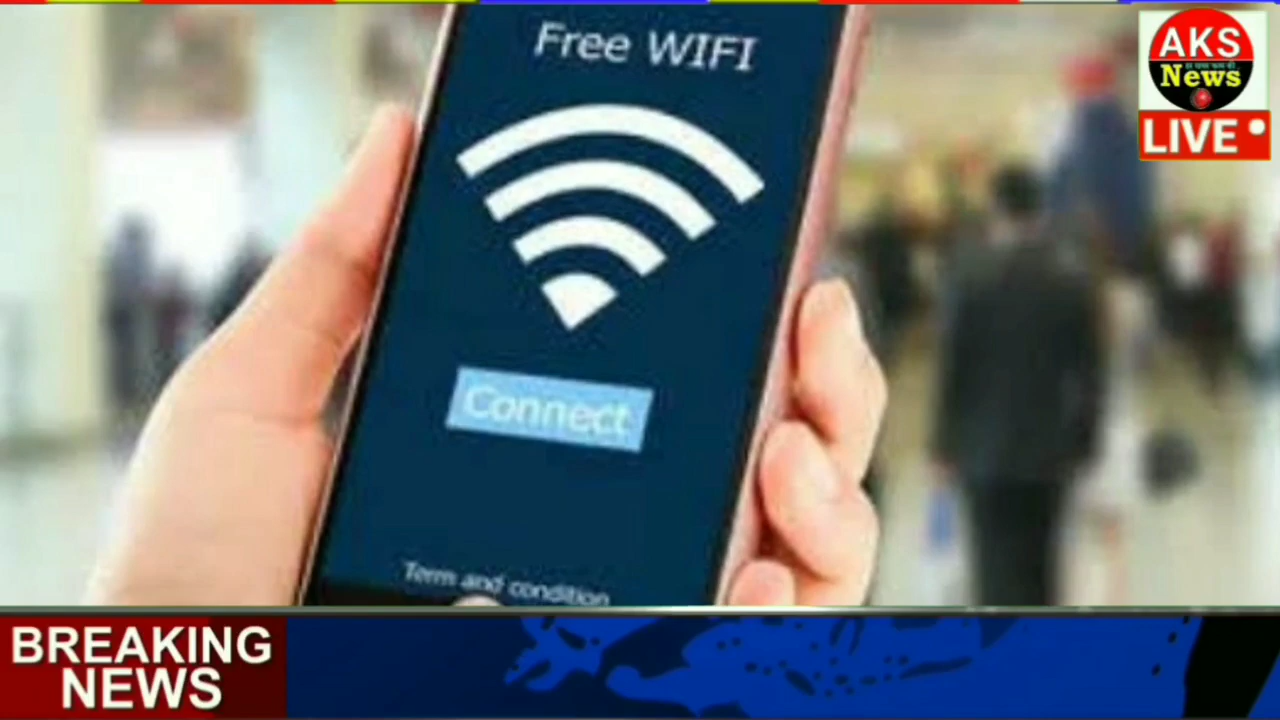 Free WIFI
Connect
Term and condition
AKS
News
LIVE
BREAKING
NEWS